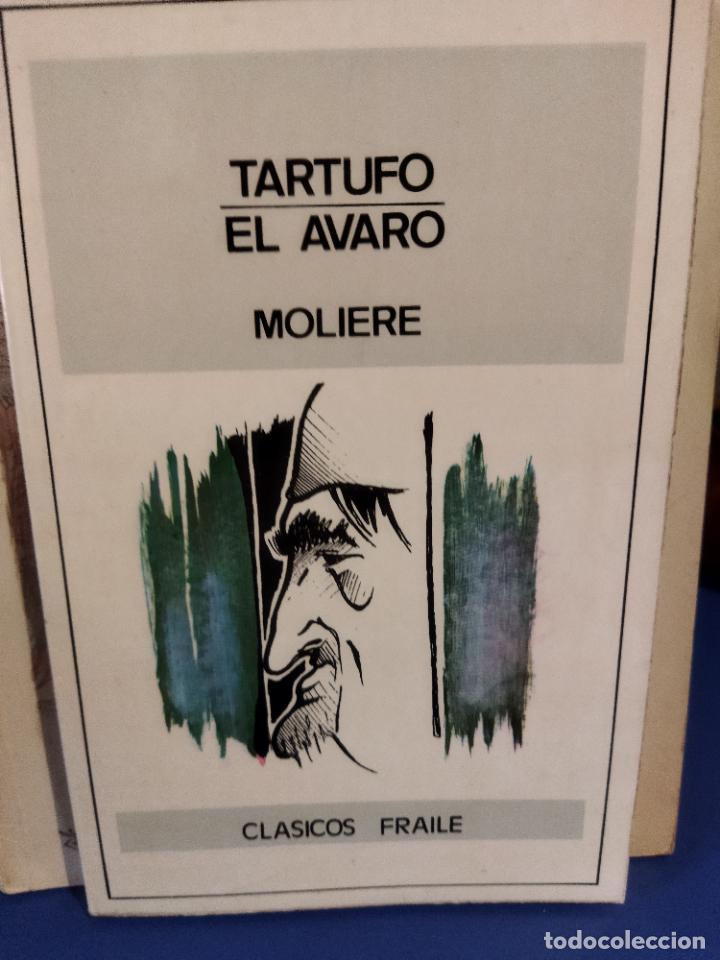 TARTUFO
EL AVARO
MOLIERE
CLASICOS FRAILE
todocoleccion